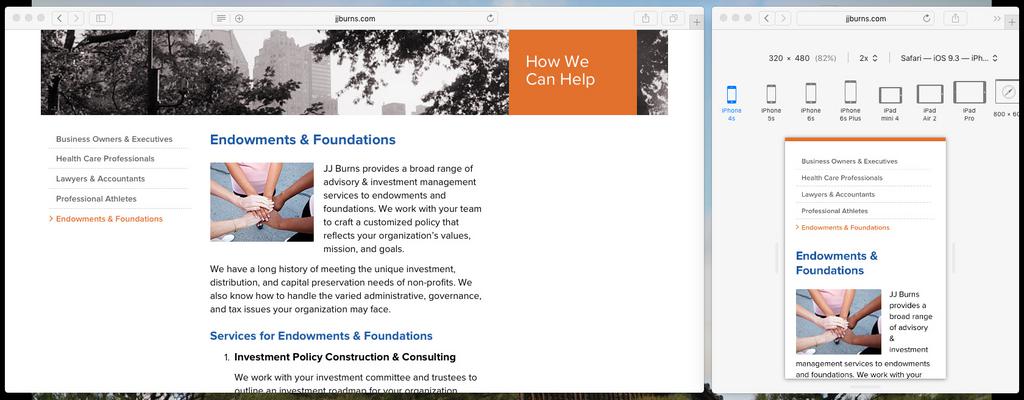 jjburns.com
How We
Can Help
Business Owners & Executives
Health Care Professionals
Lawyers & Accountants
Professional Athletes
Endowments & Foundations
Endowments & Foundations
JJ Burns provides a broad range of
advisory & investment management
services to endowments and
foundations. We work with your team
to craft a customized policy that
reflects your organization's values,
mission, and goals.
We have a long history of meeting the unique investment,
distribution, and capital preservation needs of non-profits. We
also know how to handle the varied administrative, governance,
and tax issues your organization may face.
Services for Endowments & Foundations
1. Investment Policy Construction & Consulting
We work with your investment committee and trustees to
outline an investment roadmap for your organization
jjburns.com
320 × 480 (82%) 2x Safari — iOS 9.3 — iPh...
iPhone 4s
iPhone 5s
iPhone 6s
iPhone 6s Plus
iPad mini 4
iPad Air 2
iPad Pro
800 × 60
Business Owners & Executives
Health Care Professionals
Lawyers & Accountants
Professional Athletes
Endowments & Foundations
Endowments &
Foundations
JJ Burns
provides a
broad range
of advisory
&
investment
management services to endowments
and foundations. We work with your